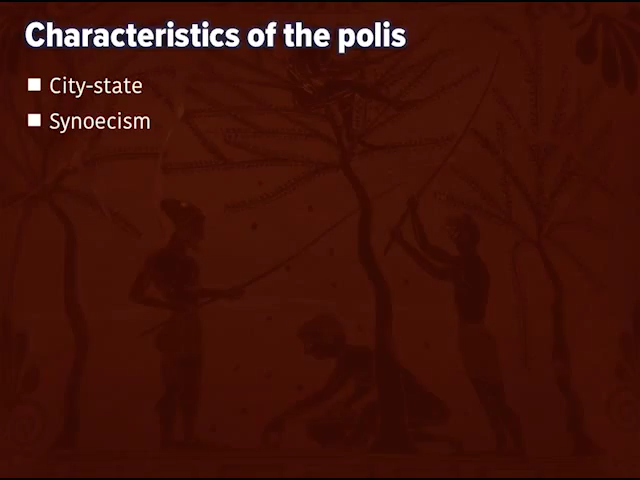 Characteristics of the polis
City-state
Synoecism